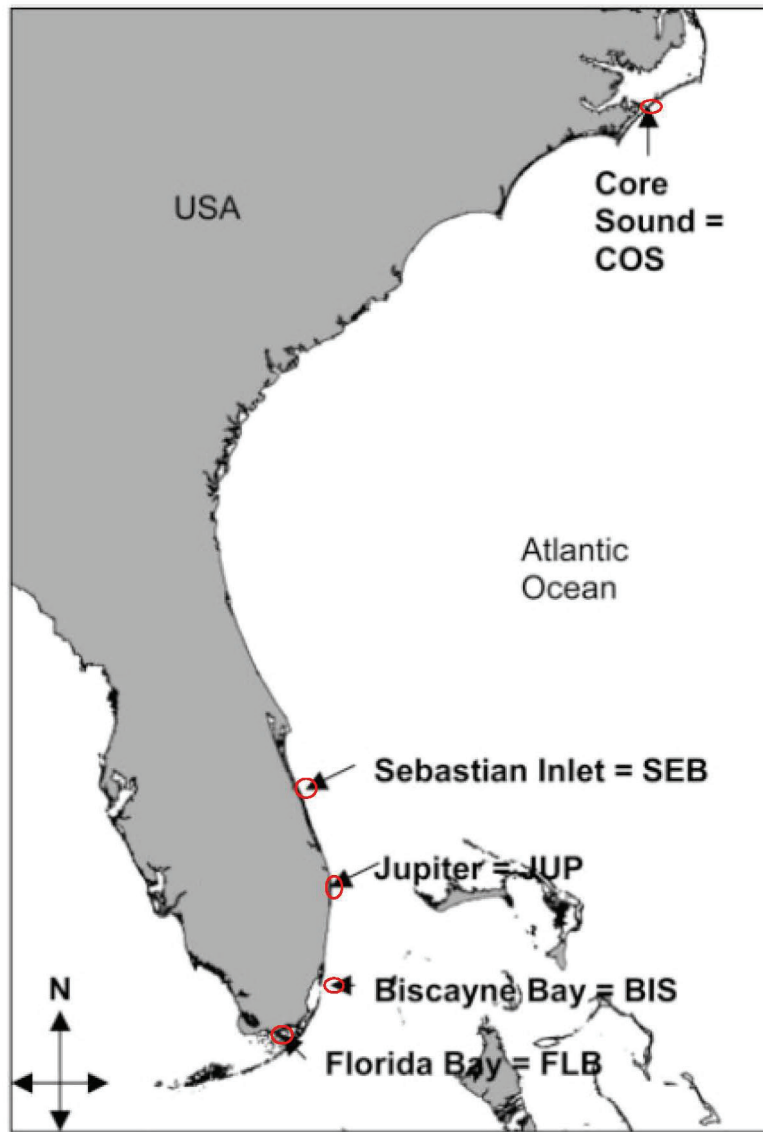 USA
Core
Sound =
COS
Atlantic
Ocean
Sebastian Inlet = SEB
Jupiter = JUP
Biscayne Bay = BIS
N
Florida Bay = FLB